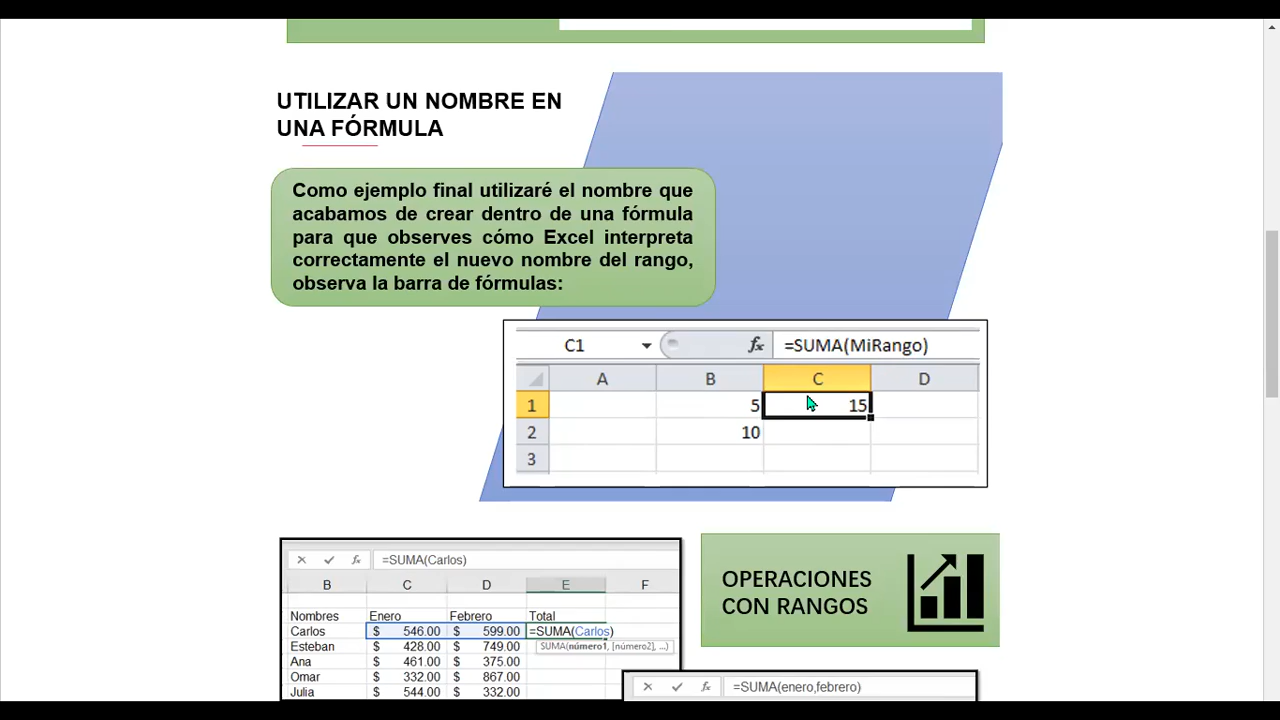 UTILIZAR UN NOMBRE EN
UNA FÓRMULA
Como ejemplo final utilizaré el nombre que
acabamos de crear dentro de una fórmula
para que observes cómo Excel interpreta
correctamente el nuevo nombre del rango,
observa la barra de fórmulas:
C1 fx =SUMA(MiRango)
A B C D
1 5 15
2 10
3
fx =SUMA(Carlos)
B C D E F
Nombres Enero Febrero Total
Carlos $ 546.00 $ 599.00 =SUMA(Carlos)
Esteban $ 428.00 $ 749.00 SUMA(número1, [número2], ...)
Ana $ 461.00 $ 375.00
Omar $ 332.00 $ 867.00
Julia $ 544.00 $ 332.00
OPERACIONES
CON RANGOS
fx =SUMA(enero,febrero)